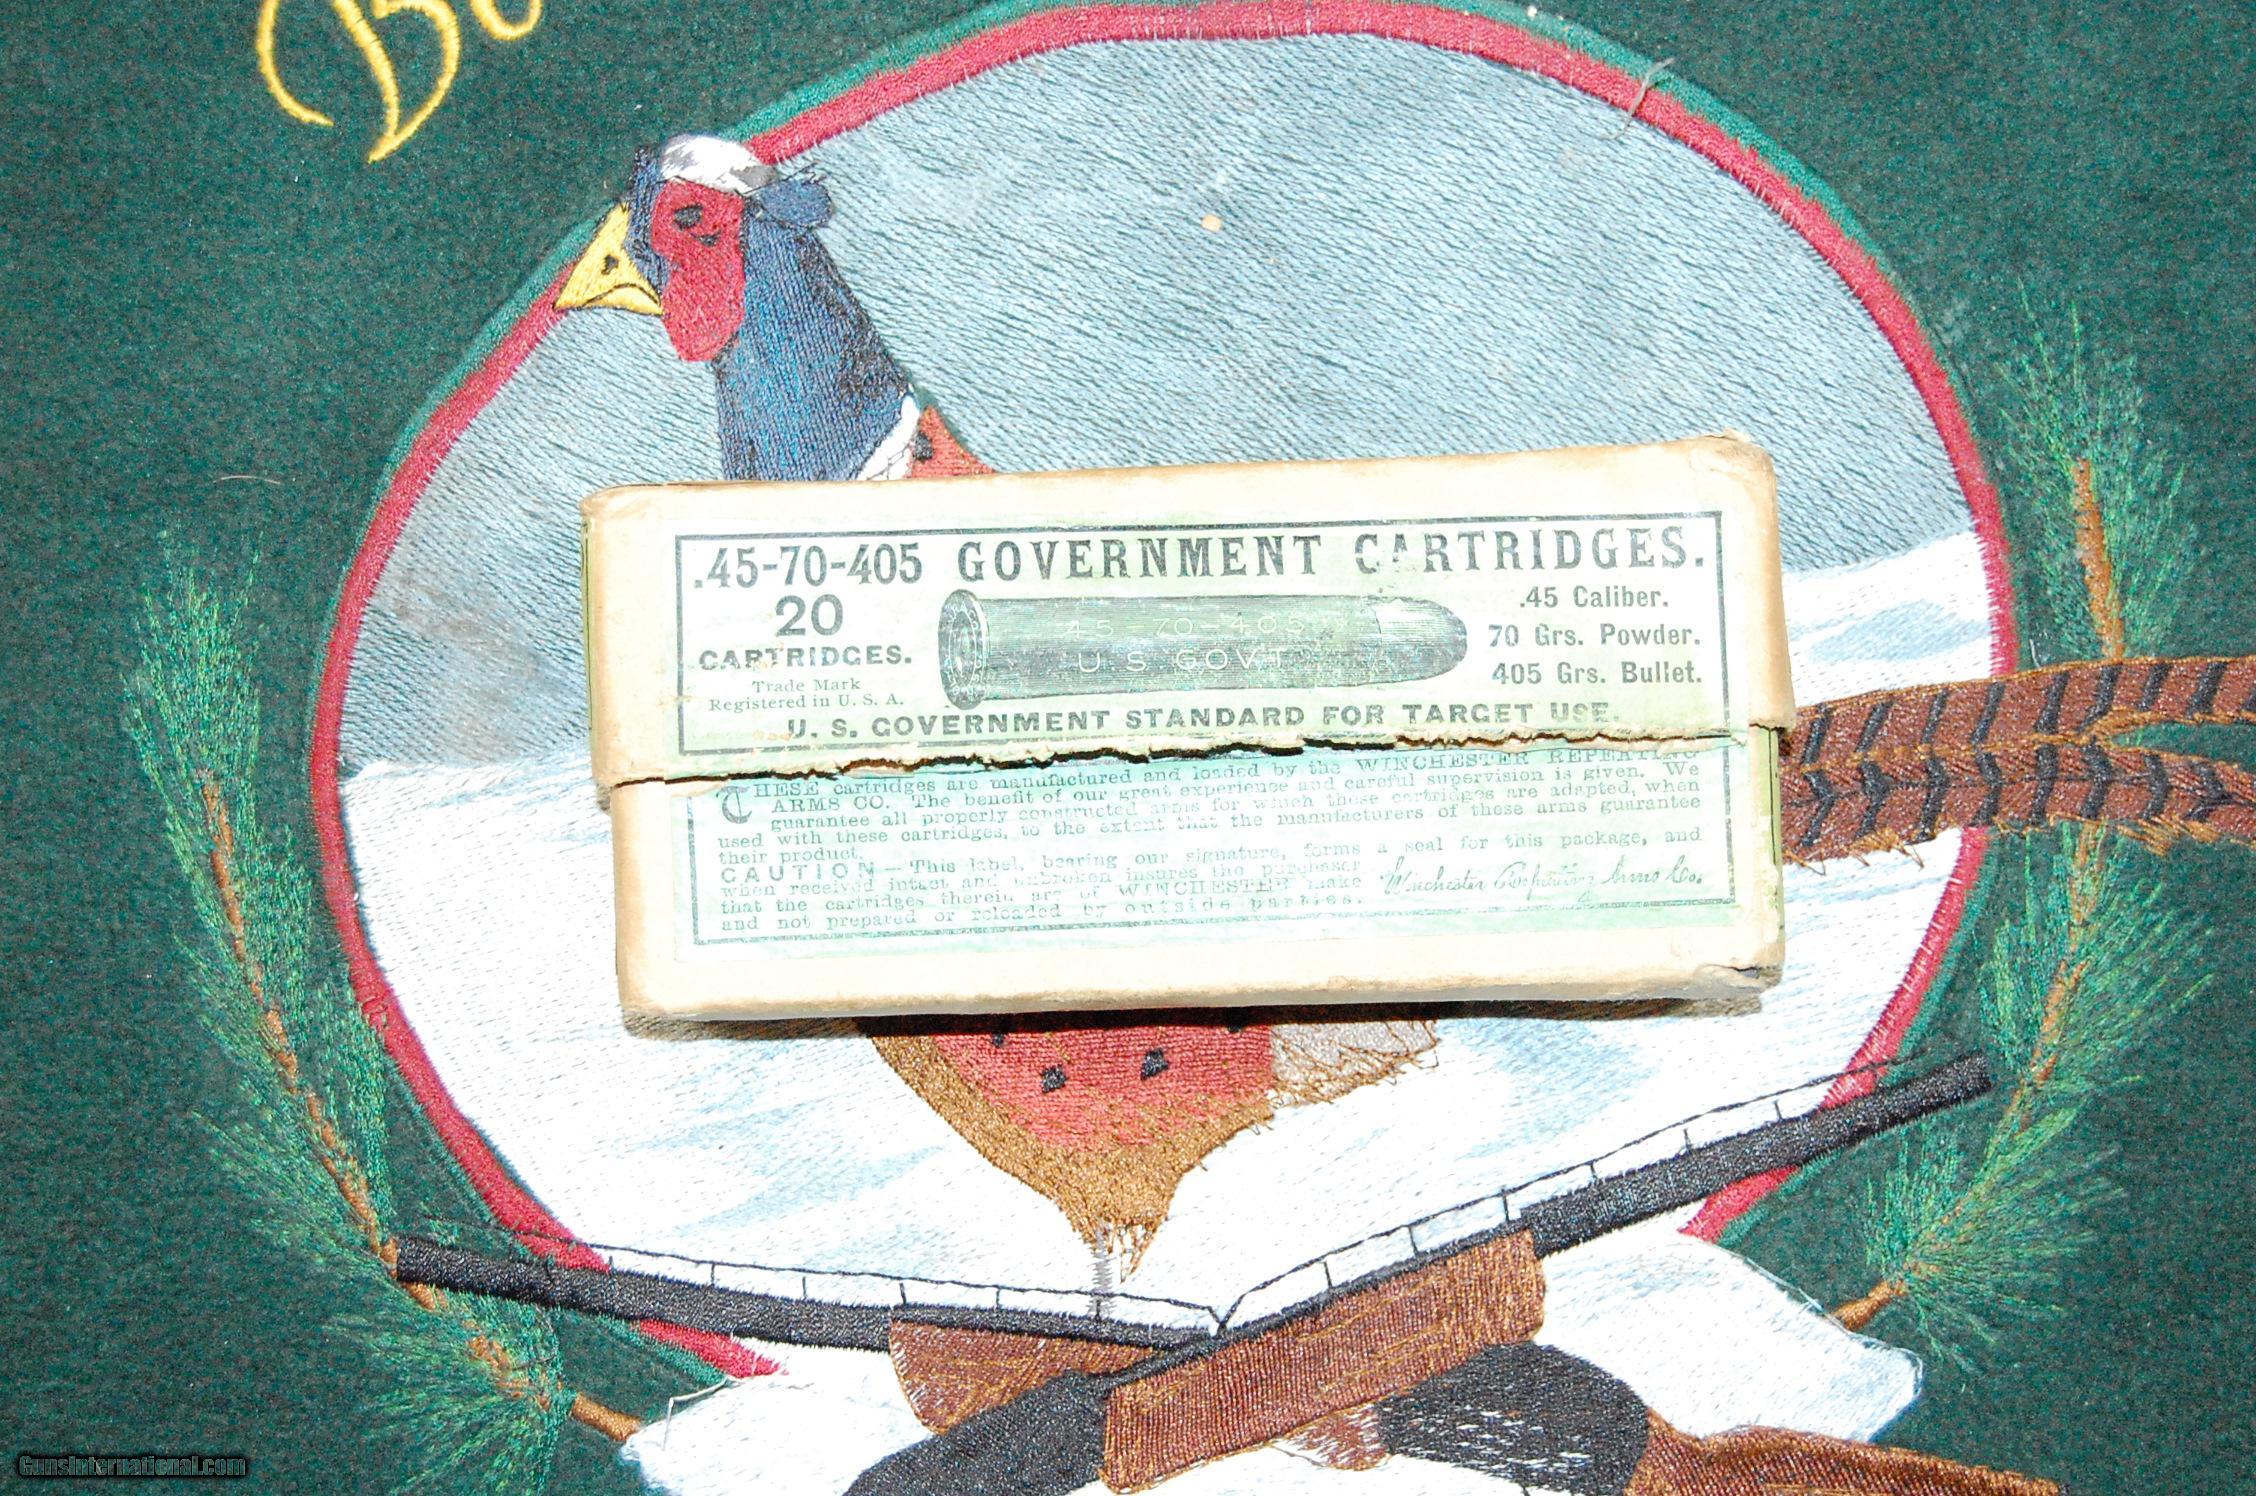 .45-70-405 GOVERNMENT CARTRIDGES.
20
CARTRIDGES.
Trade Mark
Registered in U. S. A.
45-70-405
U.S. GOVT
.45 Caliber.
70 Grs. Powder.
405 Grs. Bullet.
U. S. GOVERNMENT STANDARD FOR TARGET USE.
THESE cartridges are manufactured and loaded by the WINCHESTER REPEATING
ARMS CO. The benefit of our great experience and careful supervision is given. We
guarantee all properly constructed arms for which these cartridges are adapted, when
used with these cartridges, to the extent that the manufacturers of these arms guarantee
their product.
CAUTION—This label, bearing our signature, forms a seal for this package, and
when received intact and unbroken insures the purchaser
that the cartridges therein are of WINCHESTER make
and not prepared or reloaded by outside parties.
Winchester Repeating Arms Co.
GunsInternational.com